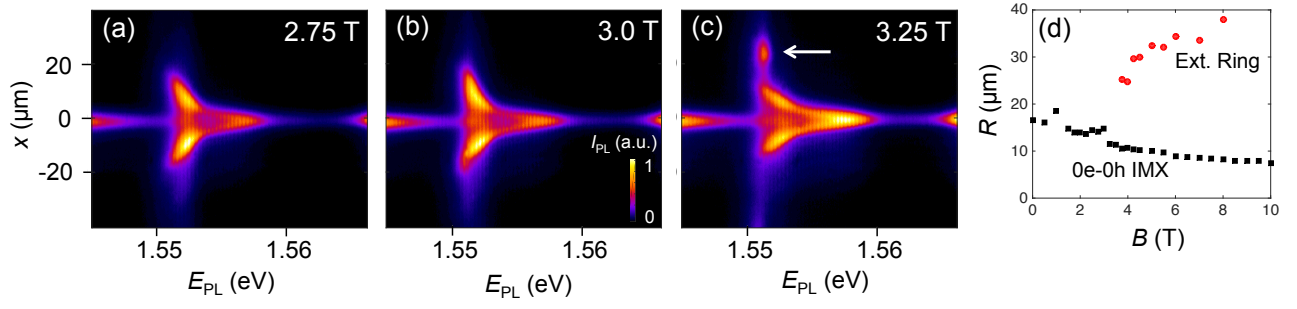 (a) 2.75 T
(b) 3.0 T
(c) 3.25 T
(d)
20
0
-20
x (μm)
I_PL (a.u.)
1
0
1.55 1.56
1.55 1.56
1.55 1.56
E_PL (eV)
E_PL (eV)
E_PL (eV)
40
30
20
10
0
R (μm)
Ext. Ring
0e-0h IMX
0 2 4 6 8 10
B (T)